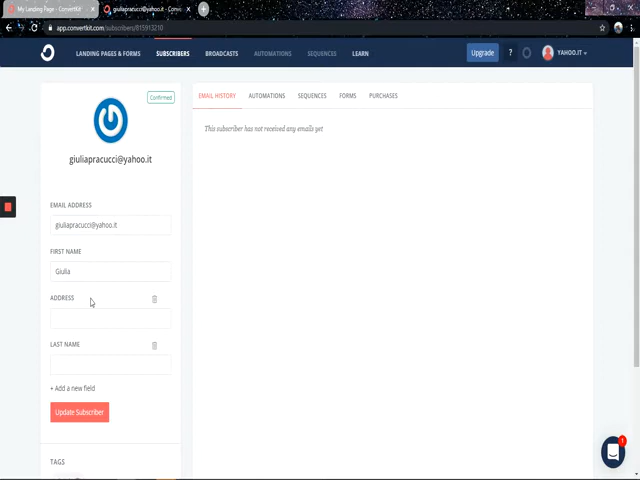 My Landing Page - ConvertKit
giuliapracucci@yahoo.it - Conv
app.convertkit.com/subscribers/815913210
LANDING PAGES & FORMS
SUBSCRIBERS
BROADCASTS
AUTOMATIONS
SEQUENCES
LEARN
Upgrade
?
YAHOO.IT
Confirmed
giuliapracucci@yahoo.it
EMAIL ADDRESS
giuliapracucci@yahoo.it
FIRST NAME
Giulia
ADDRESS
LAST NAME
+ Add a new field
Update Subscriber
TAGS
EMAIL HISTORY
AUTOMATIONS
SEQUENCES
FORMS
PURCHASES
This subscriber has not received any emails yet
1